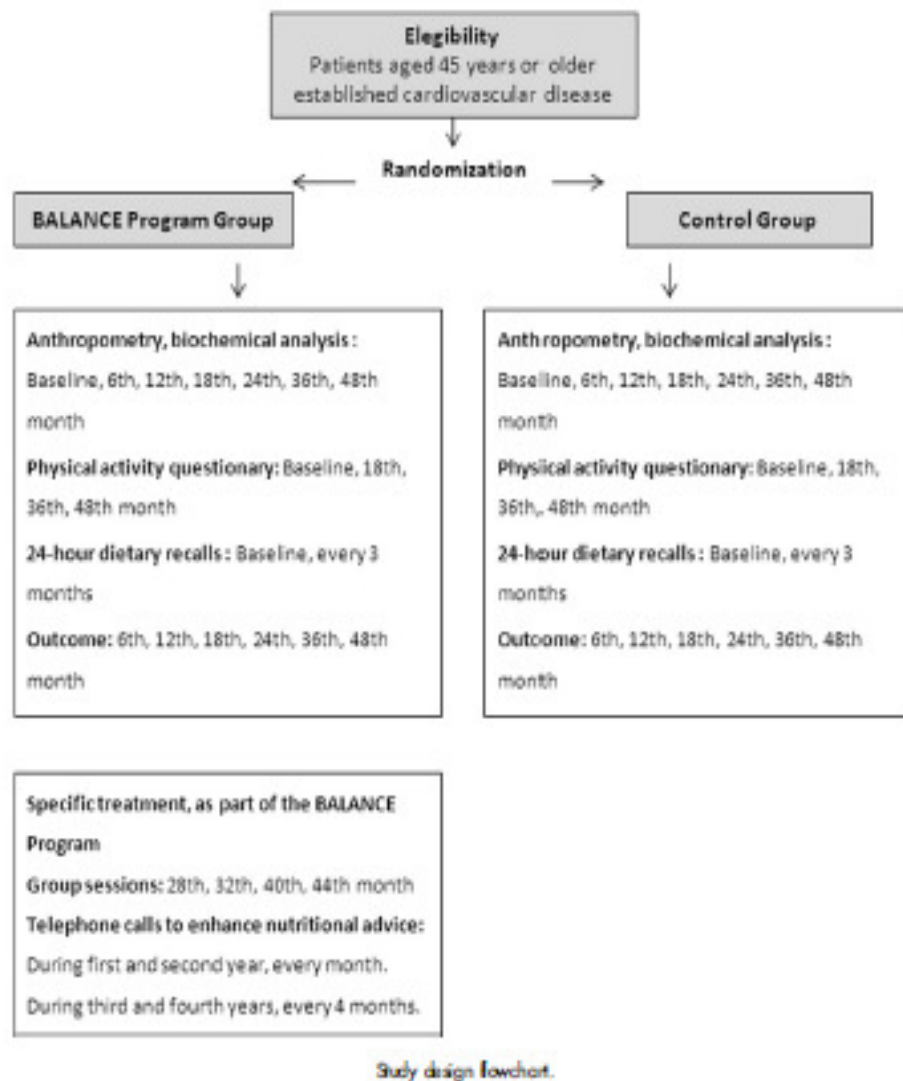 Elegibility
Patients aged 45 years or older
established cardiovascular disease
Randomization
BALANCE Program Group
Control Group
Anthropometry, biochemical analysis :
Baseline, 6th, 12th, 18th, 24th, 36th, 48th
month
Physical activity questionary: Baseline, 18th,
36th, 48th month
24-hour dietary recalls : Baseline, every 3
months
Outcome: 6th, 12th, 18th, 24th, 36th, 48th
month
Anthropometry, biochemical analysis :
Baseline, 6th, 12th, 18th, 24th, 36th, 48th
month
Physical activity questionary: Baseline, 18th,
36th,, 48th month
24-hour dietary recalls : Baseline, every 3
months
Outcome: 6th, 12th, 18th, 24th, 36th, 48th
month
Specific treatment, as part of the BALANCE
Program
Group sessions: 28th, 32th, 40th, 44th month
Telephone calls to enhance nutritional advice:
During first and second year, every month.
During third and fourth years, every 4 months.
Study design flowchart.